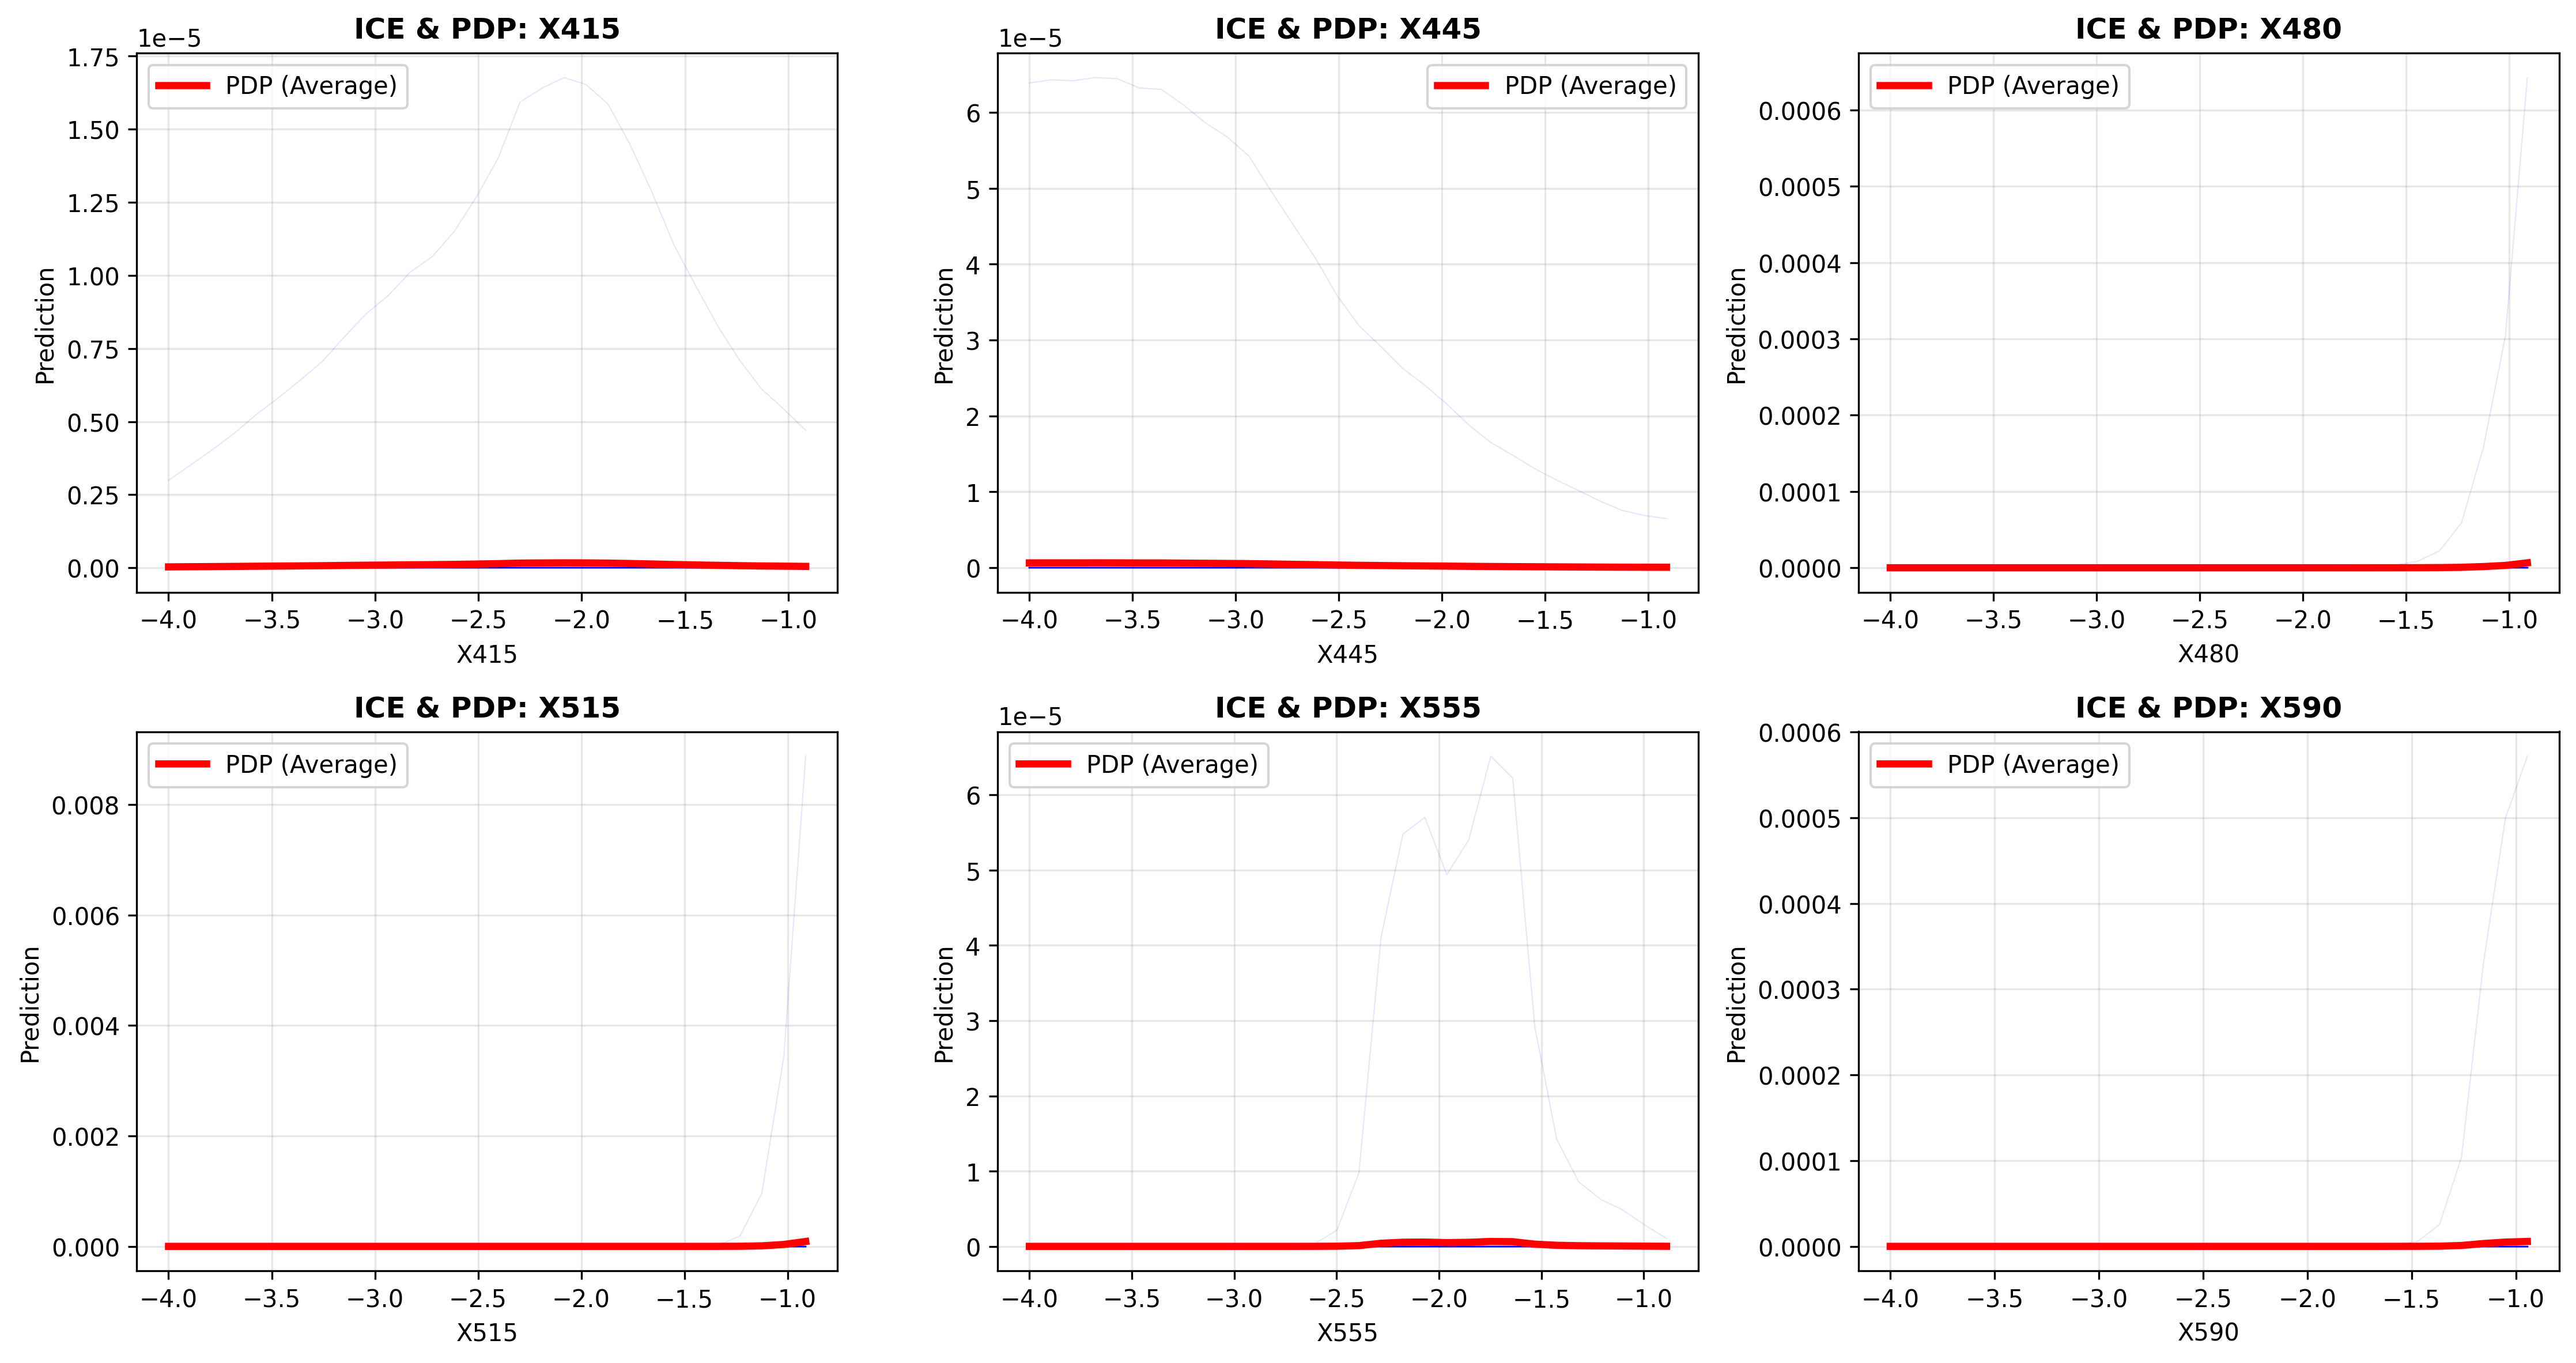 ICE & PDP: X415
1e−5
PDP (Average)
1.75
1.50
1.25
1.00
0.75
0.50
0.25
0.00
Prediction
−4.0 −3.5 −3.0 −2.5 −2.0 −1.5 −1.0
X415
ICE & PDP: X445
1e−5
PDP (Average)
6
5
4
3
2
1
0
Prediction
−4.0 −3.5 −3.0 −2.5 −2.0 −1.5 −1.0
X445
ICE & PDP: X480
PDP (Average)
0.0006
0.0005
0.0004
0.0003
0.0002
0.0001
0.0000
Prediction
−4.0 −3.5 −3.0 −2.5 −2.0 −1.5 −1.0
X480
ICE & PDP: X515
PDP (Average)
0.008
0.006
0.004
0.002
0.000
Prediction
−4.0 −3.5 −3.0 −2.5 −2.0 −1.5 −1.0
X515
ICE & PDP: X555
1e−5
PDP (Average)
6
5
4
3
2
1
0
Prediction
−4.0 −3.5 −3.0 −2.5 −2.0 −1.5 −1.0
X555
ICE & PDP: X590
PDP (Average)
0.0006
0.0005
0.0004
0.0003
0.0002
0.0001
0.0000
Prediction
−4.0 −3.5 −3.0 −2.5 −2.0 −1.5 −1.0
X590